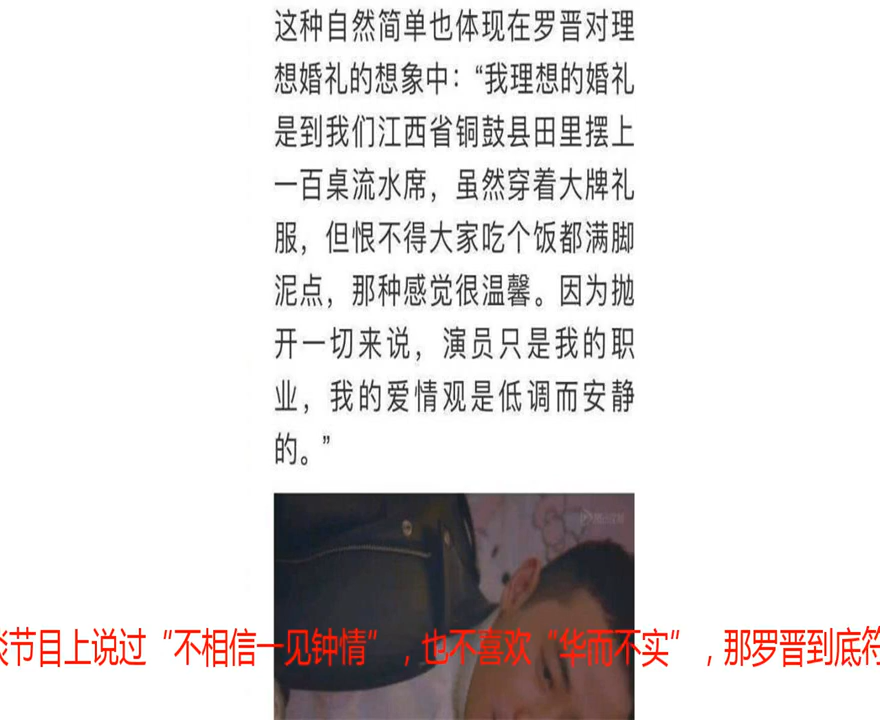 这种自然简单也体现在罗晋对理
想婚礼的想象中：“我理想的婚礼
是到我们江西省铜鼓县田里摆上
一百桌流水席，虽然穿着大牌礼
服，但恨不得大家吃个饭都满脚
泥点，那种感觉很温馨。因为抛
开一切来说，演员只是我的职
业，我的爱情观是低调而安静
的。”
节目上说过“不相信一见钟情”，也不喜欢“华而不实”，那罗晋到底符